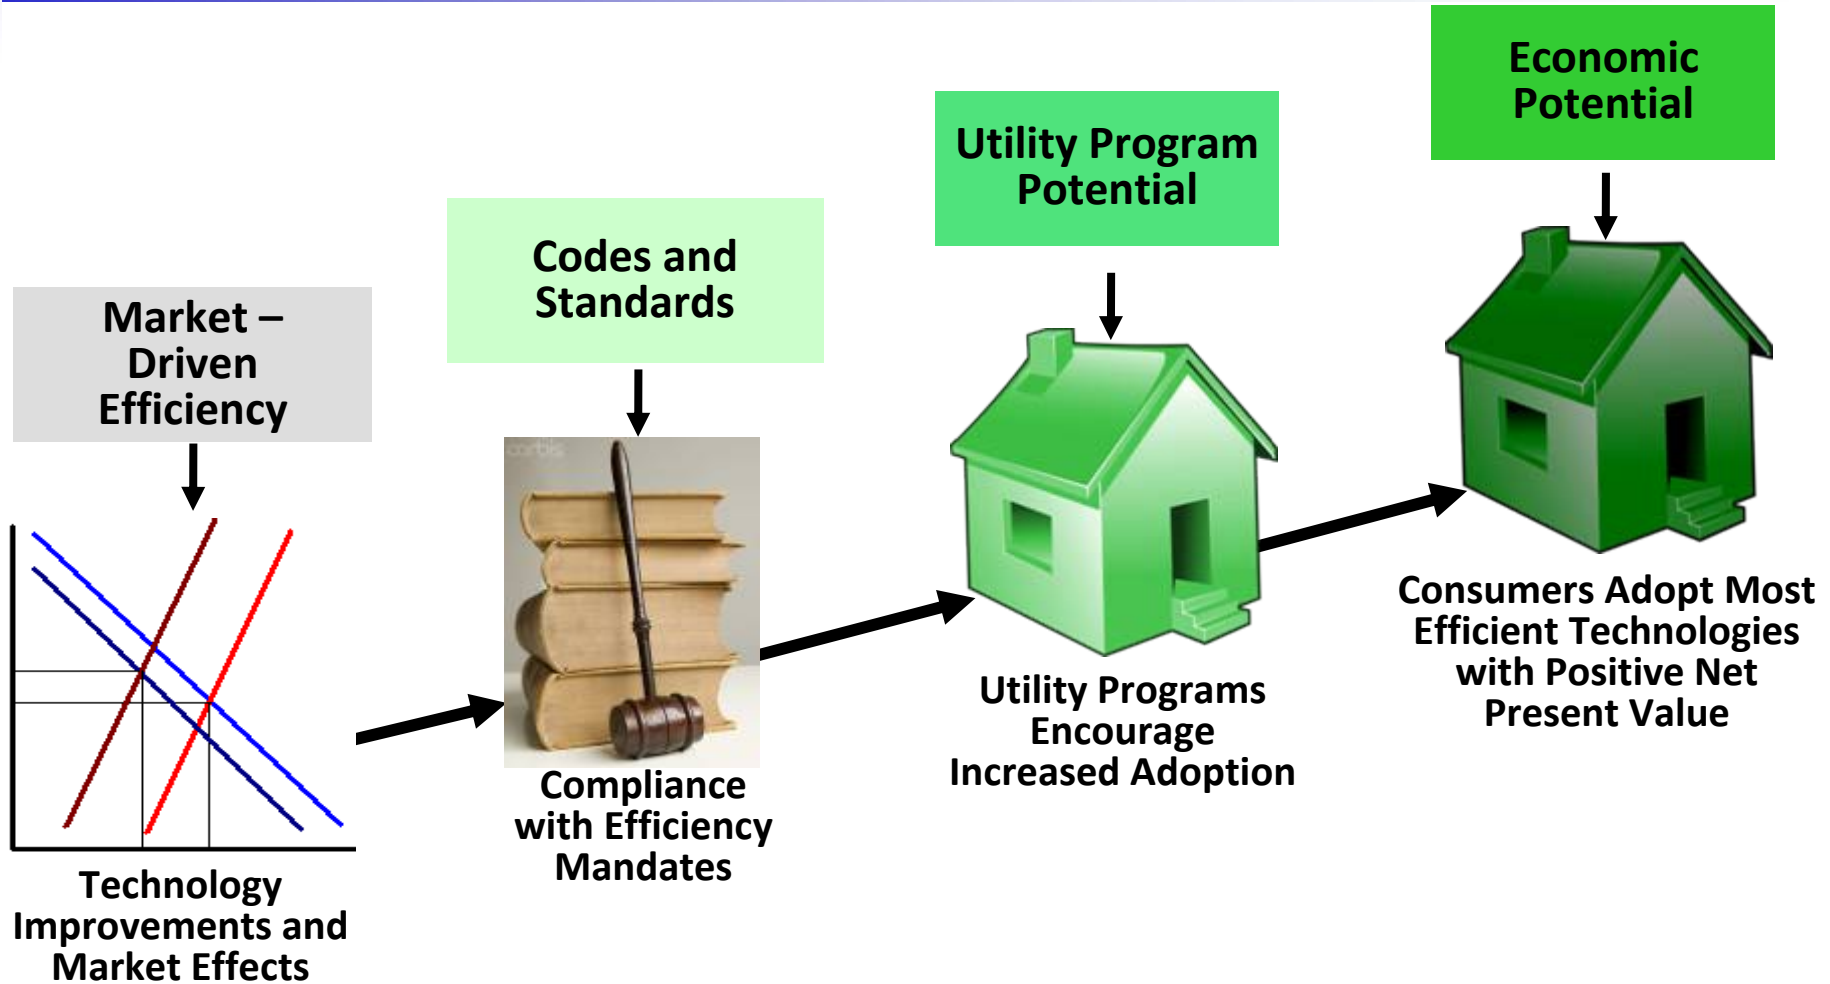 Economic
Potential
Utility Program
Potential
Codes and
Standards
Market –
Driven
Efficiency
corbis
Consumers Adopt Most
Efficient Technologies
with Positive Net
Present Value
Utility Programs
Encourage
Increased Adoption
Compliance
with Efficiency
Mandates
Technology
Improvements and
Market Effects